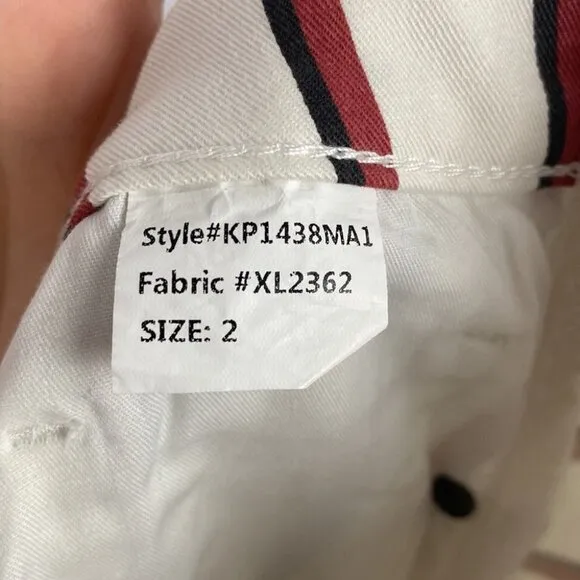 Style#KP1438MA1
Fabric #XL2362
SIZE: 2